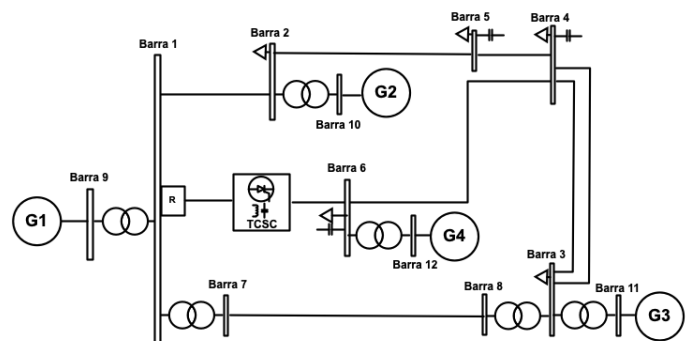 Barra 5
Barra 4
Barra 2
Barra 1
G2
Barra 10
Barra 6
Barra 9
R
TCSC
G1
G4
Barra 12
Barra 3
Barra 7
Barra 8
Barra 11
G3